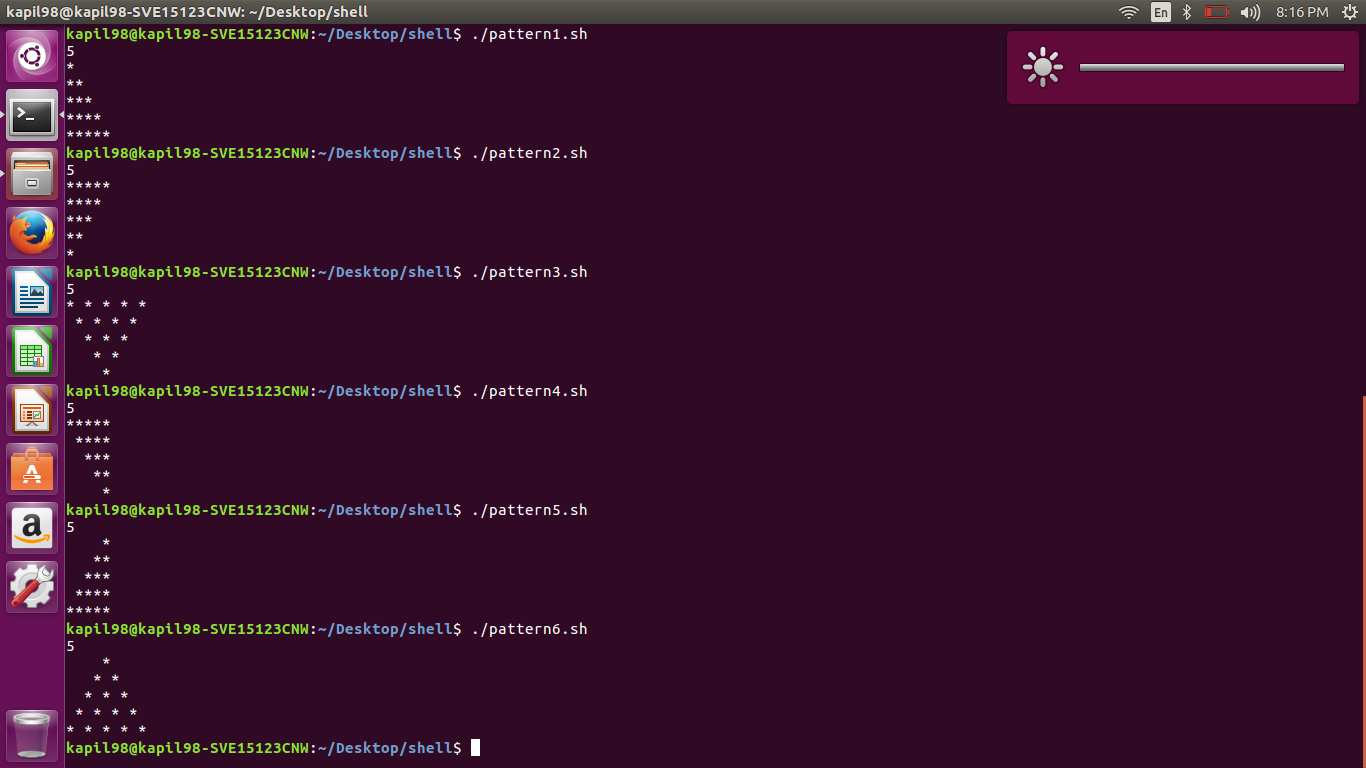 kapil98@kapil98-SVE15123CNW: ~/Desktop/shell
En
8:16 PM
kapil98@kapil98-SVE15123CNW:~/Desktop/shell$ ./pattern1.sh
5
*
**
***
****
*****
kapil98@kapil98-SVE15123CNW:~/Desktop/shell$ ./pattern2.sh
5
*****
****
***
**
*
kapil98@kapil98-SVE15123CNW:~/Desktop/shell$ ./pattern3.sh
5
* * * * *
 * * * *
  * * *
   * *
    *
kapil98@kapil98-SVE15123CNW:~/Desktop/shell$ ./pattern4.sh
5
*****
 ****
  ***
   **
    *
kapil98@kapil98-SVE15123CNW:~/Desktop/shell$ ./pattern5.sh
5
    *
   **
  ***
 ****
*****
kapil98@kapil98-SVE15123CNW:~/Desktop/shell$ ./pattern6.sh
5
    *
   * *
  * * *
 * * * *
* * * * *
kapil98@kapil98-SVE15123CNW:~/Desktop/shell$